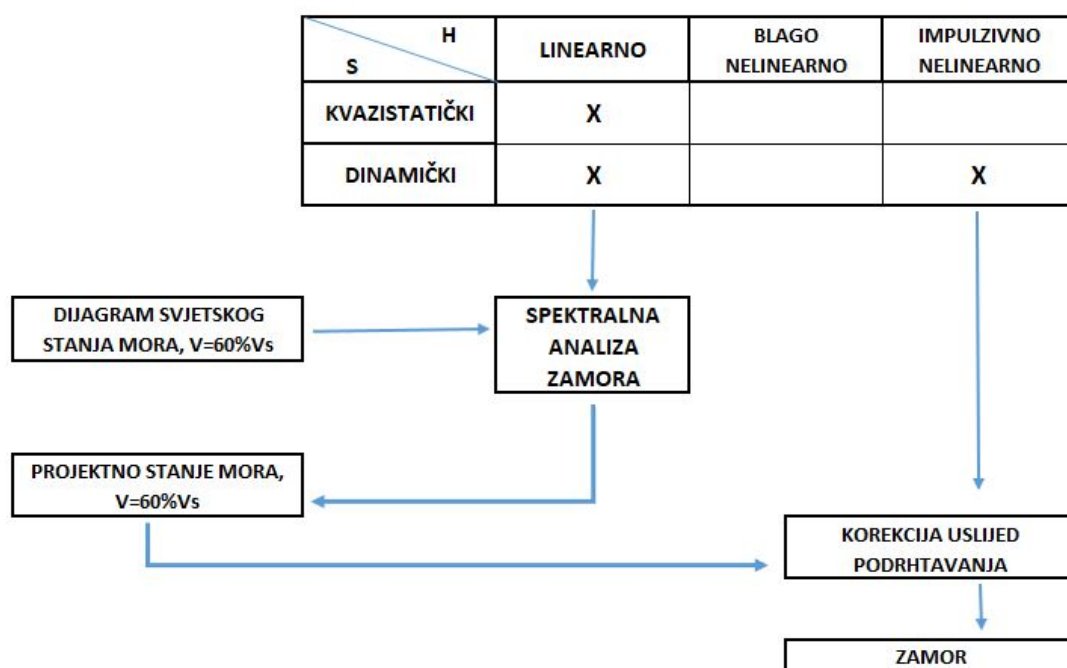 H
S
LINEARNO
BLAGO
NELINEARNO
IMPULZIVNO
NELINEARNO
KVAZISTATIČKI
X
DINAMIČKI
X
X
DIJAGRAM SVJETSKOG
STANJA MORA, V=60%Vs
SPEKTRALNA
ANALIZA
ZAMORA
PROJEKTNO STANJE MORA,
V=60%Vs
KOREKCIJA USLIJED
PODRHTAVANJA
ZAMOR